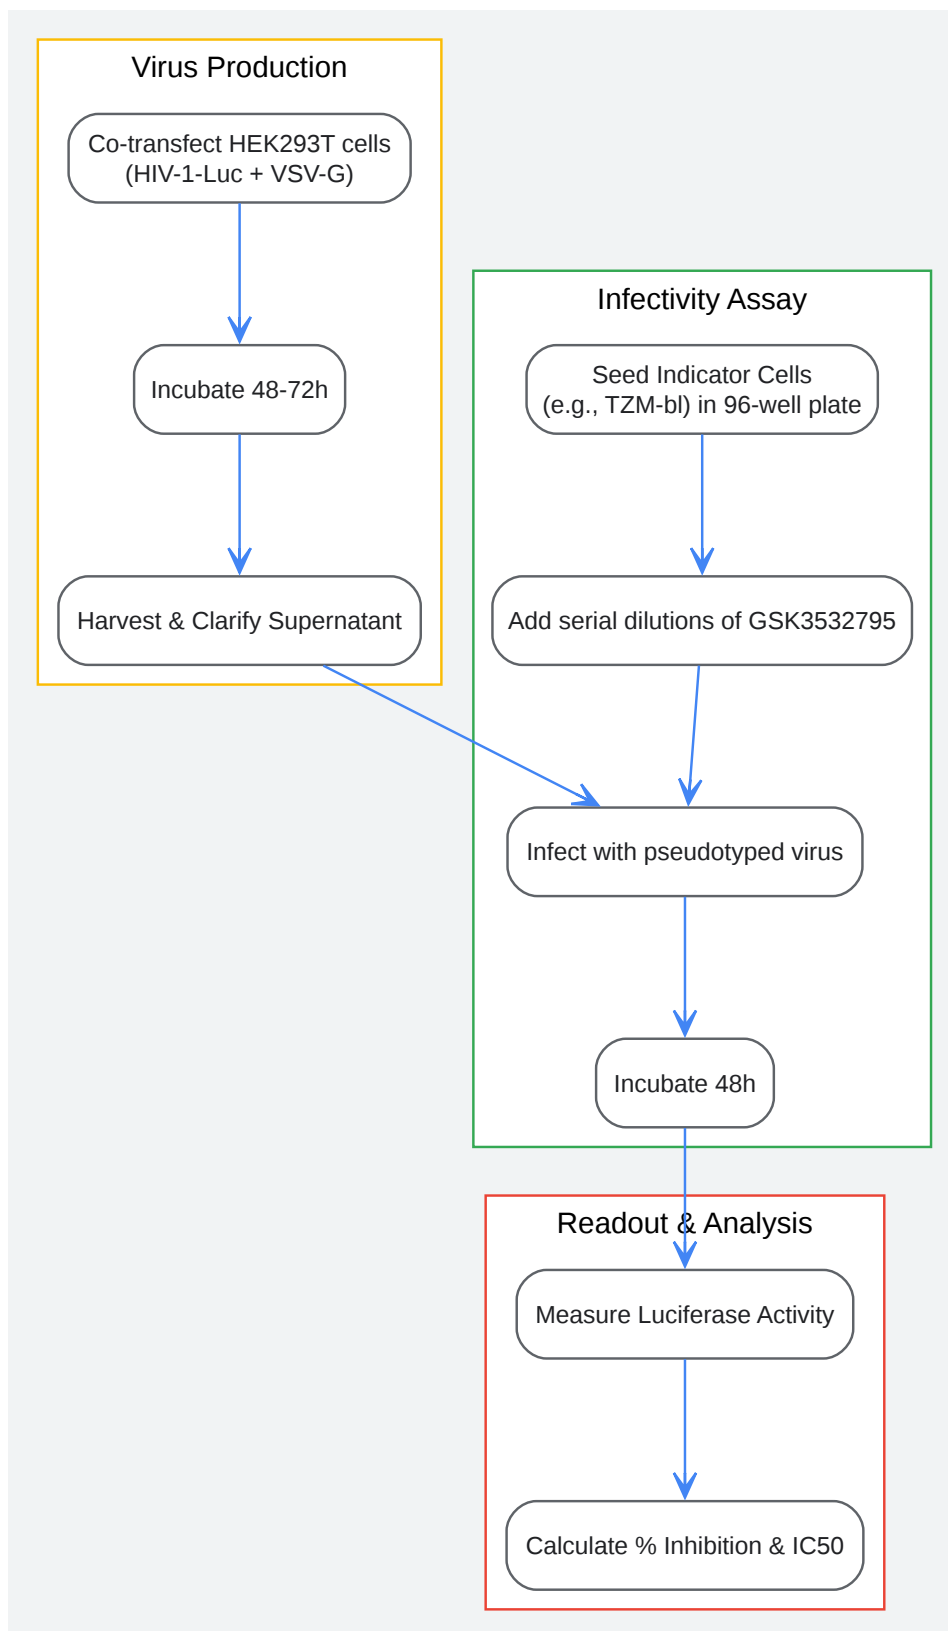 Virus Production
Co-transfect HEK293T cells
(HIV-1-Luc + VSV-G)
Incubate 48-72h
Harvest & Clarify Supernatant
Infectivity Assay
Seed Indicator Cells
(e.g., TZM-bl) in 96-well plate
Add serial dilutions of GSK3532795
Infect with pseudotyped virus
Incubate 48h
Readout & Analysis
Measure Luciferase Activity
Calculate % Inhibition & IC50